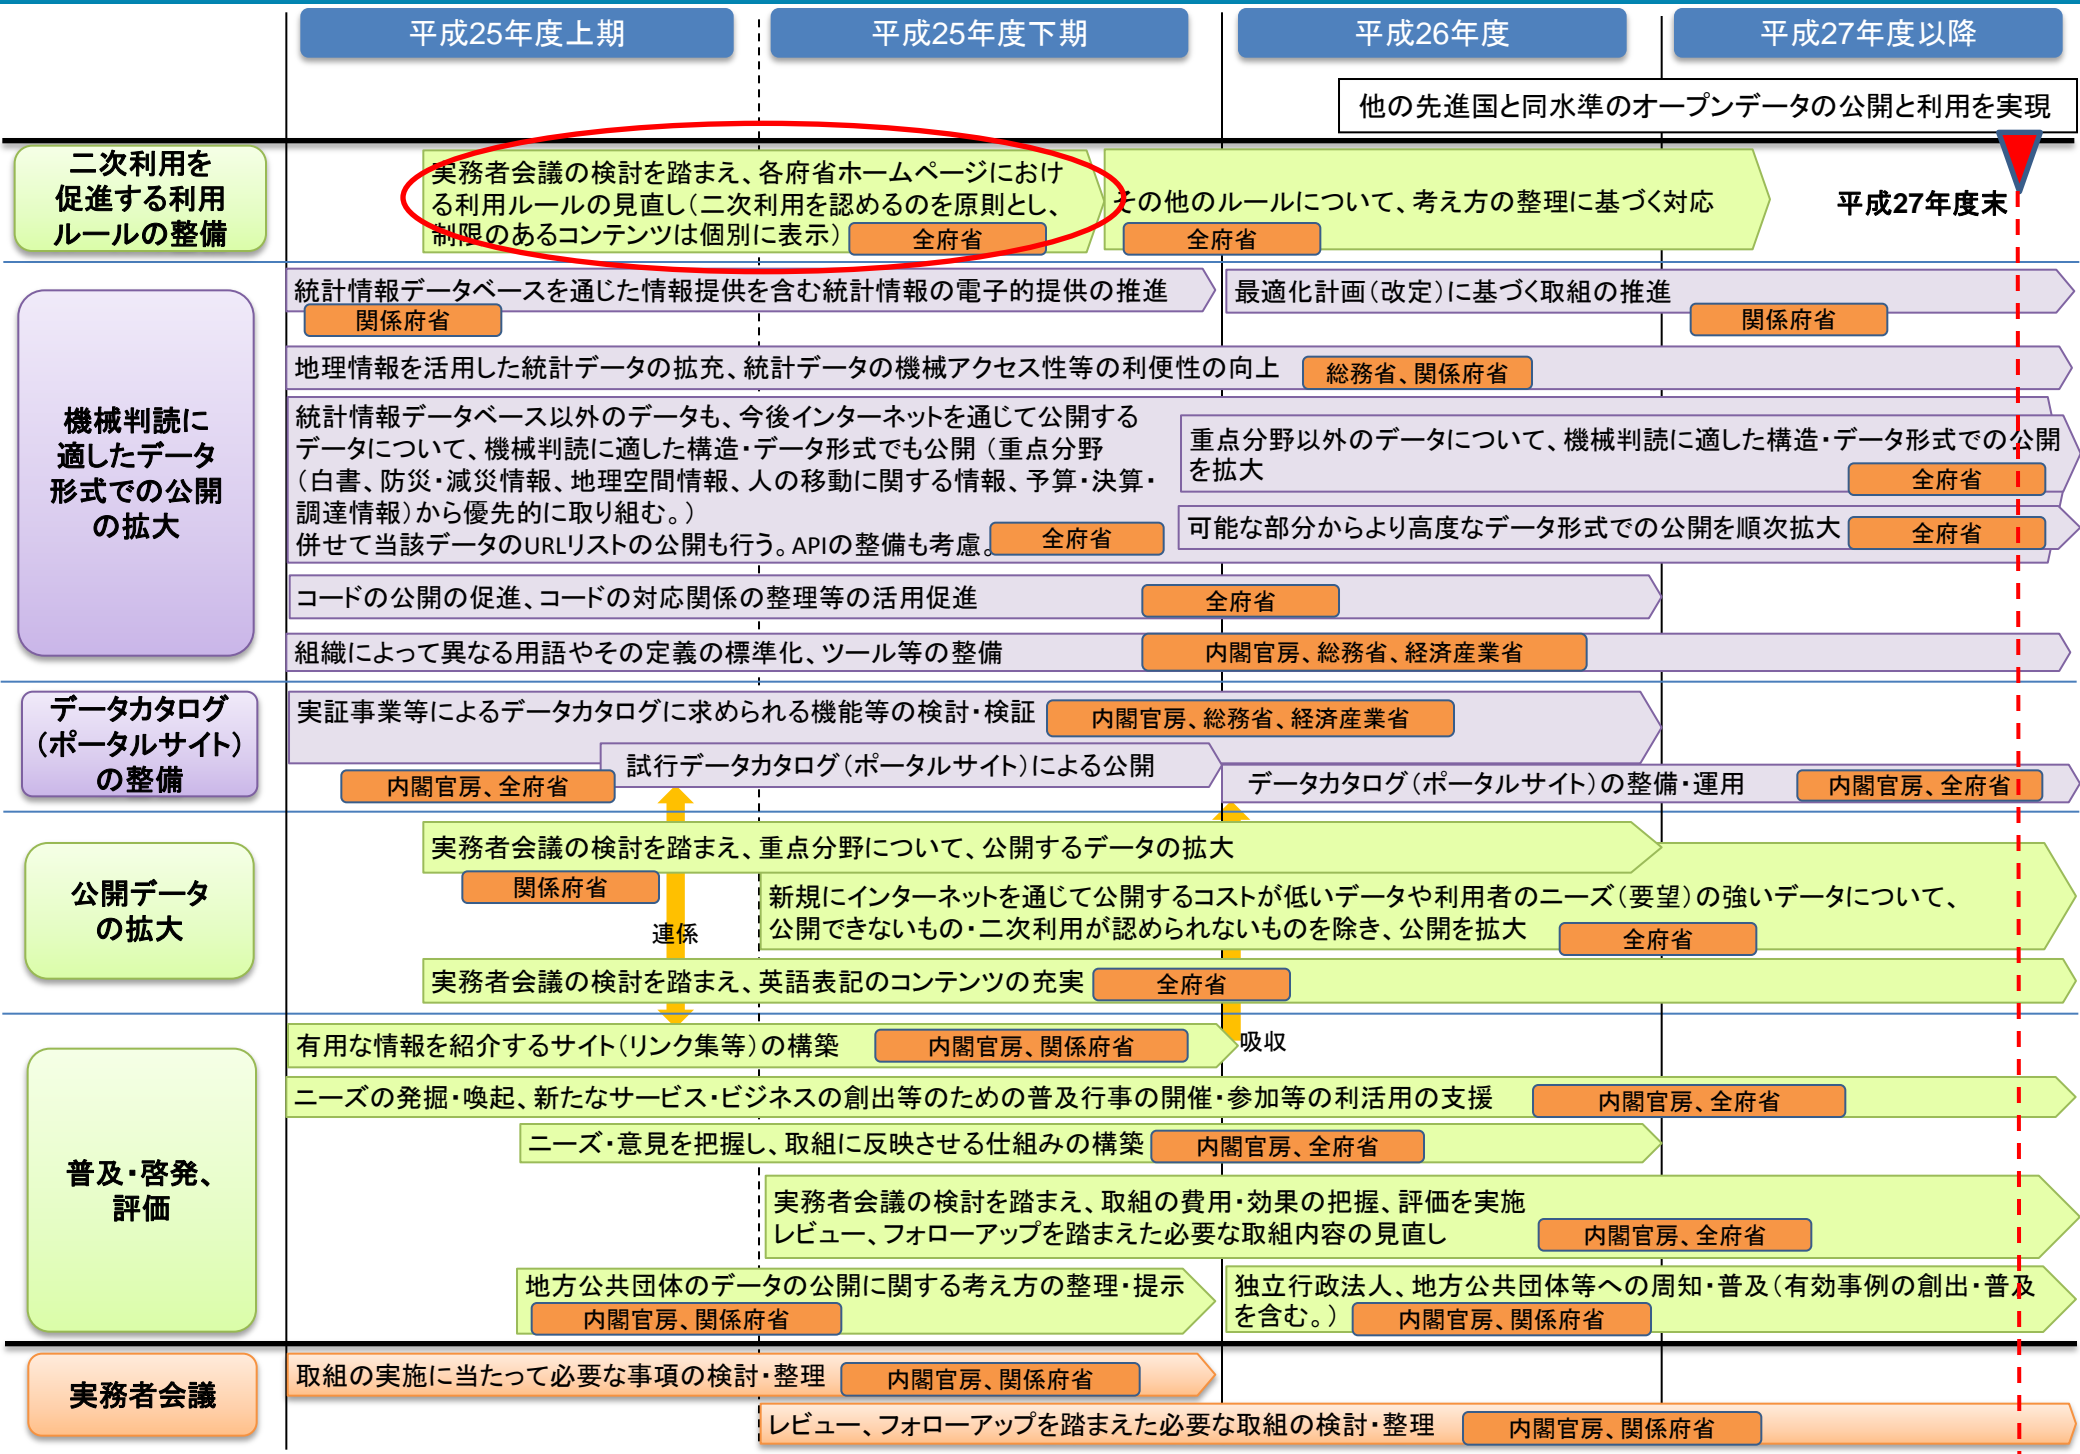 平成25年度上期
平成25年度下期
平成26年度
平成27年度以降
他の先進国と同水準のオープンデータの公開と利用を実現
平成27年度末
二次利用を
促進する利用
ルールの整備
実務者会議の検討を踏まえ、各府省ホームページにおけ
る利用ルールの見直し（二次利用を認めるのを原則とし、
制限のあるコンテンツは個別に表示）
全府省
その他のルールについて、考え方の整理に基づく対応
全府省
機械判読に
適したデータ
形式での公開
の拡大
統計情報データベースを通じた情報提供を含む統計情報の電子的提供の推進
関係府省
最適化計画（改定）に基づく取組の推進
関係府省
地理情報を活用した統計データの拡充、統計データの機械アクセス性等の利便性の向上
総務省、関係府省
統計情報データベース以外のデータも、今後インターネットを通じて公開する
データについて、機械判読に適した構造・データ形式でも公開（重点分野
（白書、防災・減災情報、地理空間情報、人の移動に関する情報、予算・決算・
調達情報）から優先的に取り組む。）
併せて当該データのURLリストの公開も行う。APIの整備も考慮。
全府省
重点分野以外のデータについて、機械判読に適した構造・データ形式での公開
を拡大
全府省
可能な部分からより高度なデータ形式での公開を順次拡大
全府省
コードの公開の促進、コードの対応関係の整理等の活用促進
全府省
組織によって異なる用語やその定義の標準化、ツール等の整備
内閣官房、総務省、経済産業省
データカタログ
（ポータルサイト）
の整備
実証事業等によるデータカタログに求められる機能等の検討・検証
内閣官房、総務省、経済産業省
試行データカタログ（ポータルサイト）による公開
内閣官房、全府省
データカタログ（ポータルサイト）の整備・運用
内閣官房、全府省
公開データ
の拡大
実務者会議の検討を踏まえ、重点分野について、公開するデータの拡大
関係府省
新規にインターネットを通じて公開するコストが低いデータや利用者のニーズ（要望）の強いデータについて、
公開できないもの・二次利用が認められないものを除き、公開を拡大
全府省
連係
実務者会議の検討を踏まえ、英語表記のコンテンツの充実
全府省
普及・啓発、
評価
有用な情報を紹介するサイト（リンク集等）の構築
内閣官房、関係府省
吸収
ニーズの発掘・喚起、新たなサービス・ビジネスの創出等のための普及行事の開催・参加等の利活用の支援
内閣官房、全府省
ニーズ・意見を把握し、取組に反映させる仕組みの構築
内閣官房、全府省
実務者会議の検討を踏まえ、取組の費用・効果の把握、評価を実施
レビュー、フォローアップを踏まえた必要な取組内容の見直し
内閣官房、全府省
地方公共団体のデータの公開に関する考え方の整理・提示
内閣官房、関係府省
独立行政法人、地方公共団体等への周知・普及（有効事例の創出・普及
を含む。）
内閣官房、関係府省
実務者会議
取組の実施に当たって必要な事項の検討・整理
内閣官房、関係府省
レビュー、フォローアップを踏まえた必要な取組の検討・整理
内閣官房、関係府省